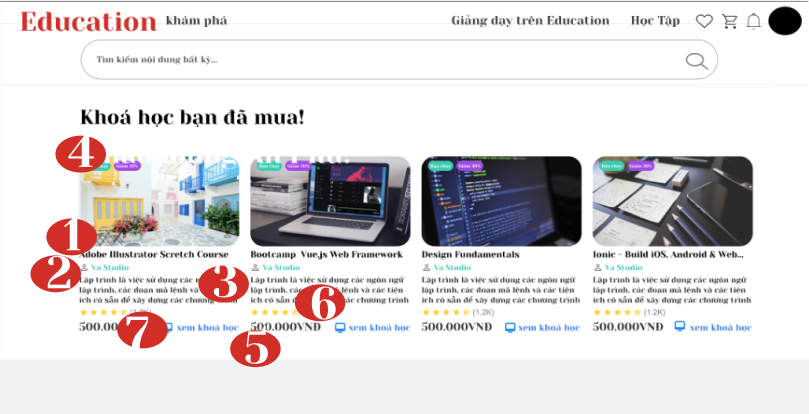 Education khám phá Giảng dạy trên Education Học Tập
Tìm kiếm nội dung bất kỳ...
Khoá học bạn đã mua!
4 Bán chạy Giảm 30% Bán chạy Giảm 30% Bán chạy Giảm 30% Bán chạy Giảm 30%
1
Adobe Illustrator Scretch Course
2 Va Studio
Lập trình là việc sử dụng các
lập trình, các đoạn mã lệnh và các tiện
ích có sẵn để xây dựng các chương trình
3
7 500.000 xem khoá học
Bootcamp Vue.js Web Framework
Va Studio
Lập trình là việc sử dụng các ngôn ngữ
lập trình, mã lệnh và các tiện
ích có sẵn xây dựng các chương trình
6
500.000VNĐ xem khoá học
5
Design Fundamentals
Va Studio
Lập trình là việc sử dụng các ngôn ngữ
lập trình, các đoạn mã lệnh và các tiện
ích có sẵn để xây dựng các chương trình
(1.2K)
500.000VNĐ xem khoá học
Ionic - Build iOS, Android & Web...
Va Studio
Lập trình là việc sử dụng các ngôn ngữ
lập trình, các đoạn mã lệnh và các tiện
ích có sẵn để xây dựng các chương trình
(1.2K)
500.000VNĐ xem khoá học